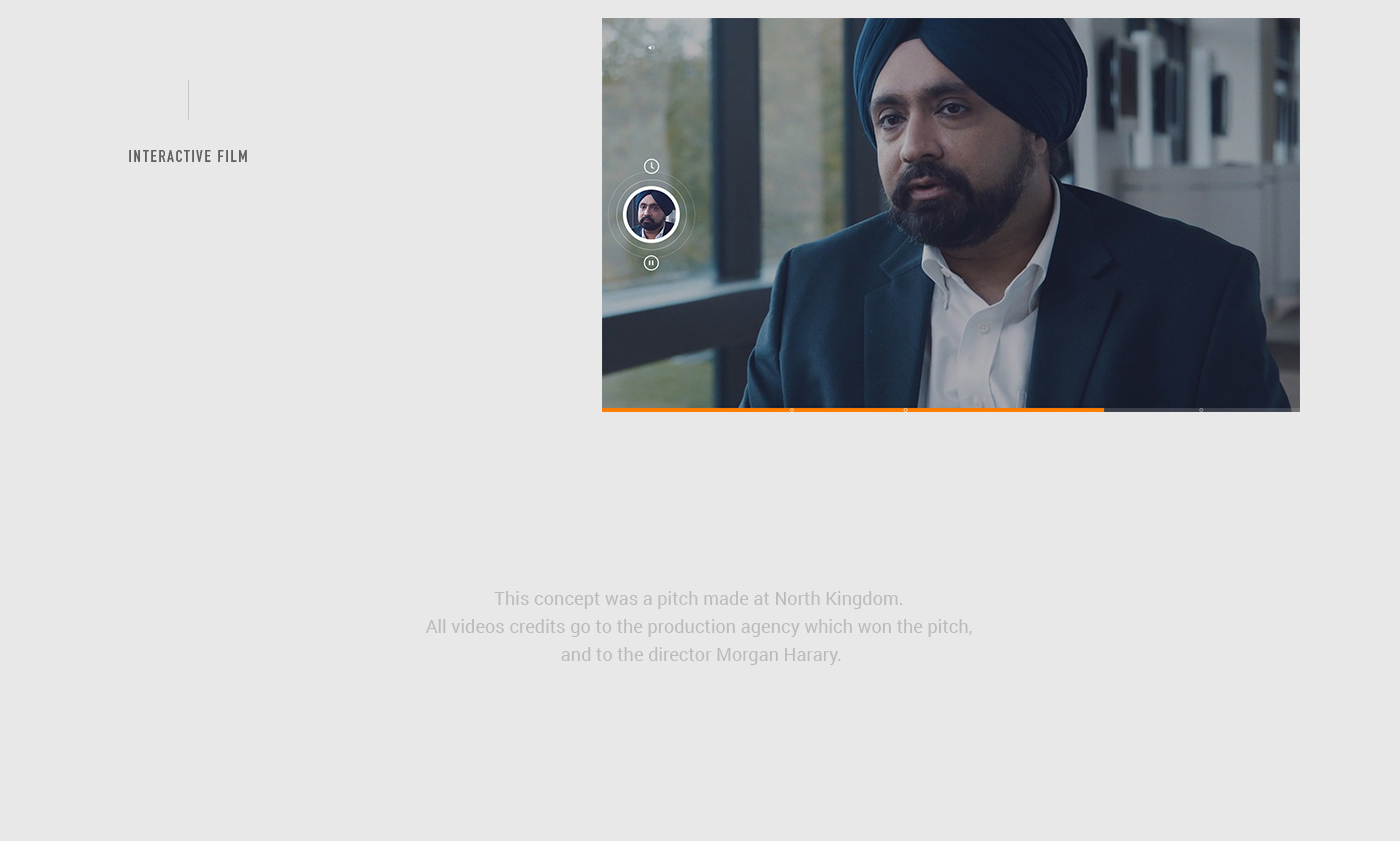 INTERACTIVE FILM
This concept was a pitch made at North Kingdom.
All videos credits go to the production agency which won the pitch,
and to the director Morgan Harary.